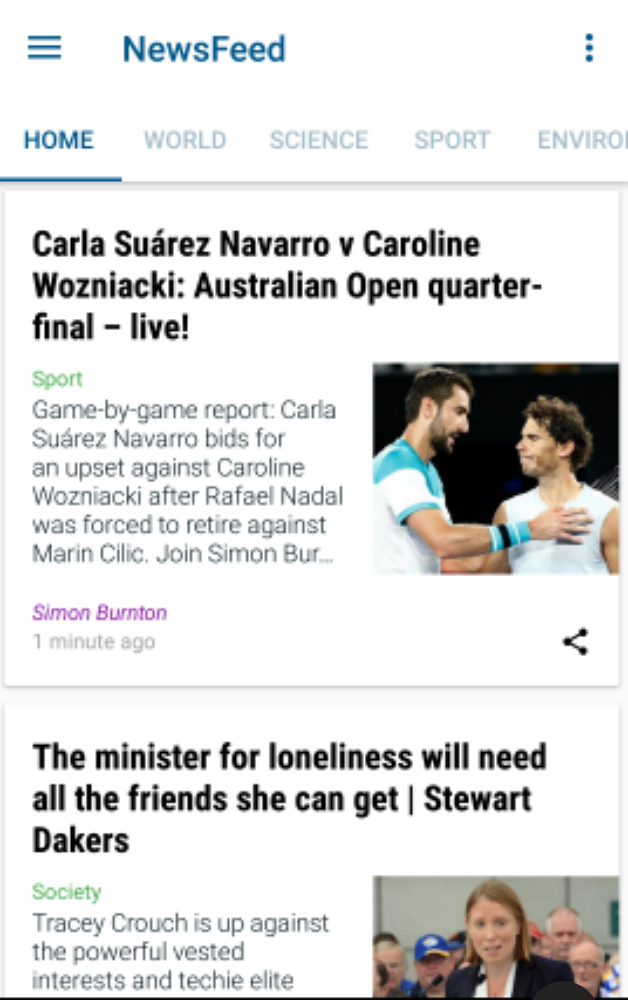 NewsFeed
HOME WORLD SCIENCE SPORT ENVIRO
Carla Suárez Navarro v Caroline
Wozniacki: Australian Open quarter-
final – live!
Sport
Game-by-game report: Carla
Suárez Navarro bids for
an upset against Caroline
Wozniacki after Rafael Nadal
was forced to retire against
Marin Cilic. Join Simon Bur...
Simon Burnton
1 minute ago
The minister for loneliness will need
all the friends she can get | Stewart
Dakers
Society
Tracey Crouch is up against
the powerful vested
interests and techie elite